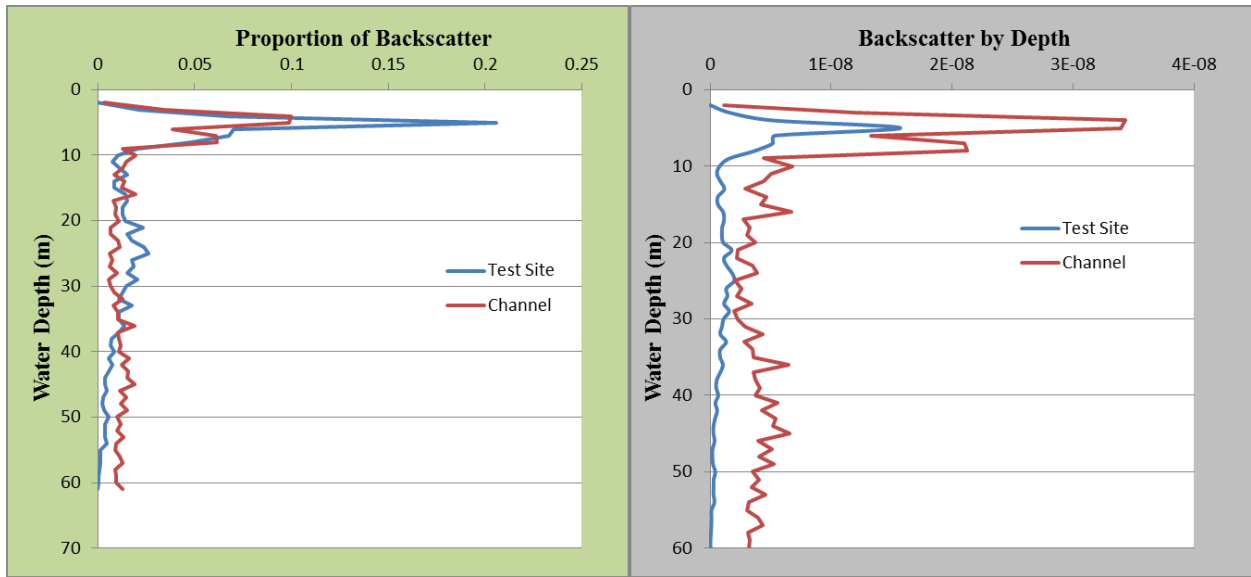 Proportion of Backscatter
0 0.05 0.1 0.15 0.2 0.25
0
10
20
30
40
50
60
70
Water Depth (m)
Test Site
Channel
Backscatter by Depth
0 1E-08 2E-08 3E-08 4E-08
0
10
20
30
40
50
60
Water Depth (m)
Test Site
Channel